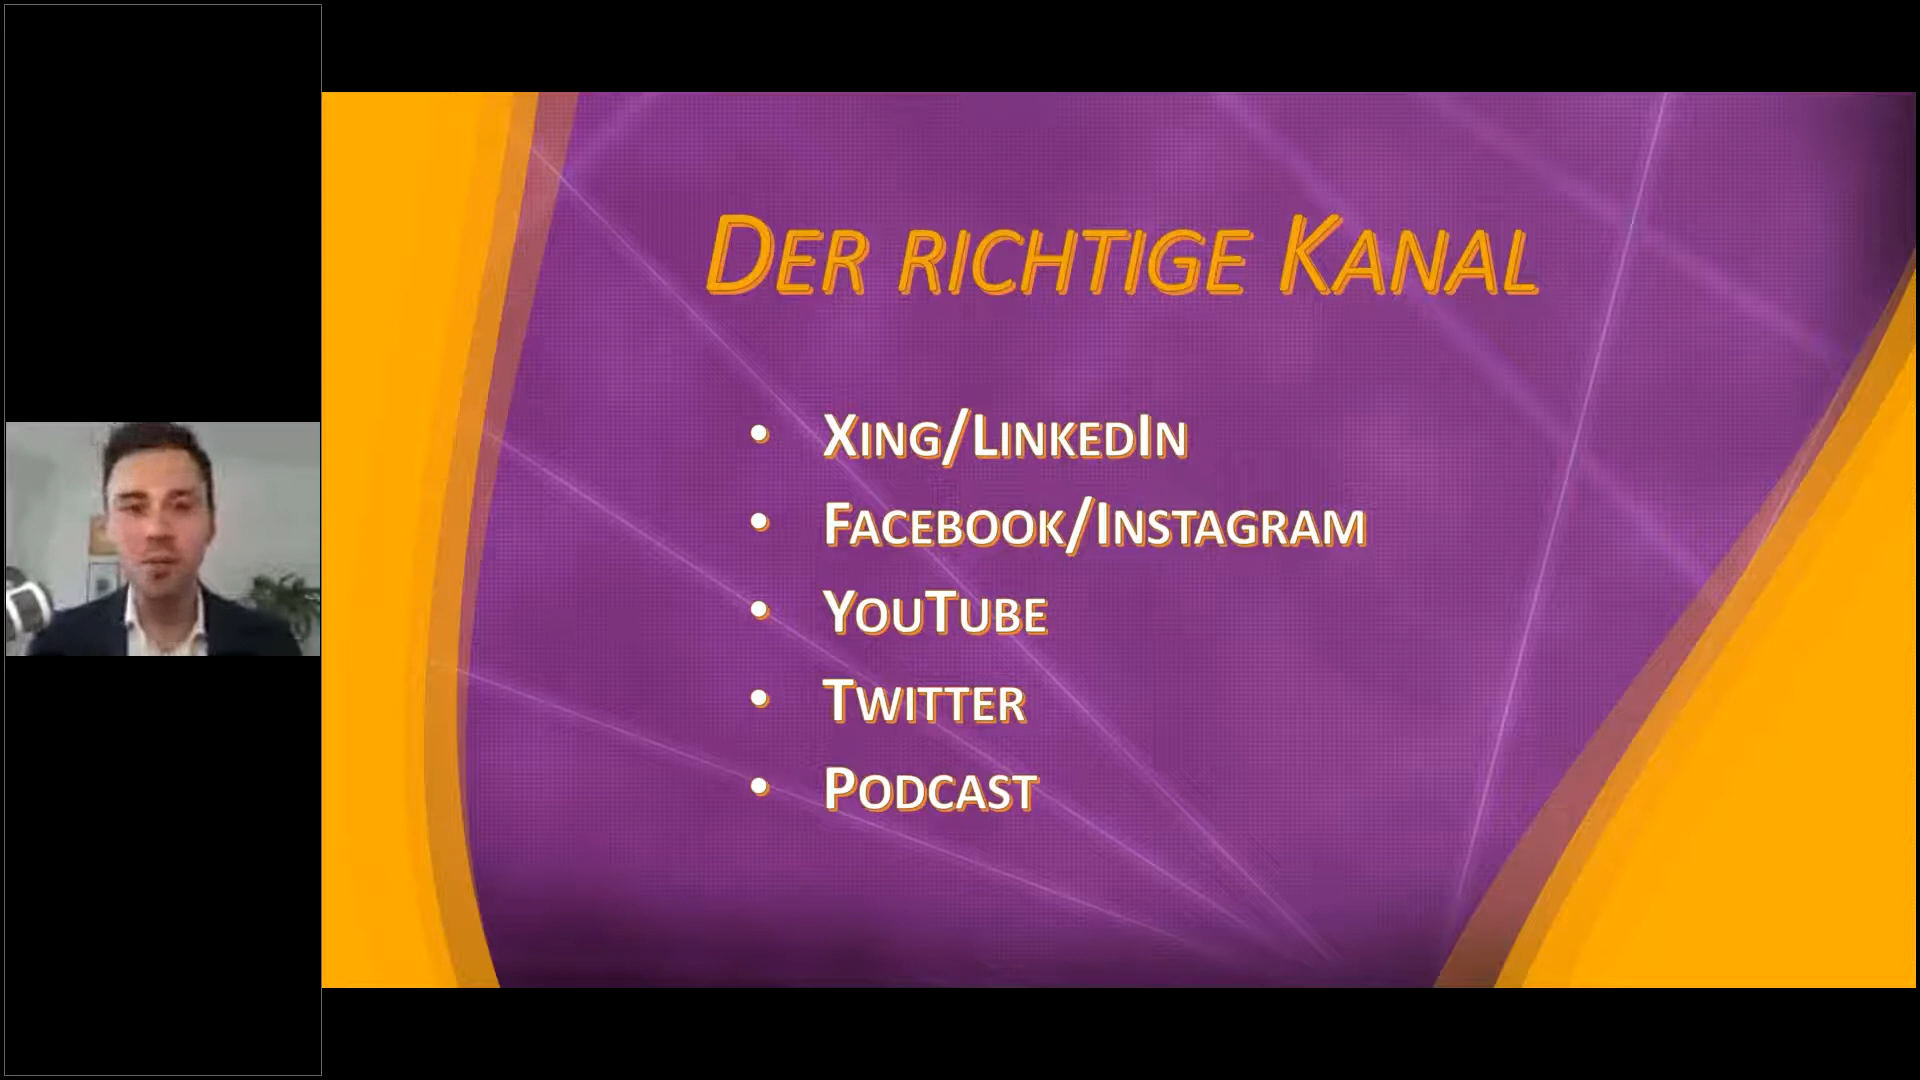 Der richtige Kanal
• Xing/LinkedIn
• Facebook/Instagram
• YouTube
• Twitter
• Podcast